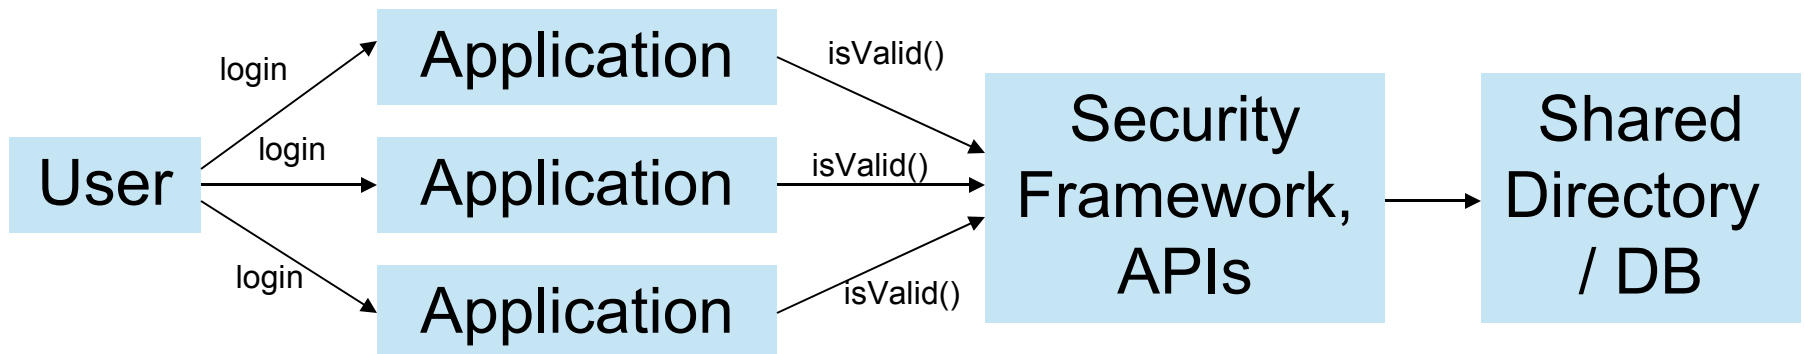 login
Application
isValid()
User
login
Application
isValid()
login
Application
isValid()
Security
Framework,
APIs
Shared
Directory
/ DB